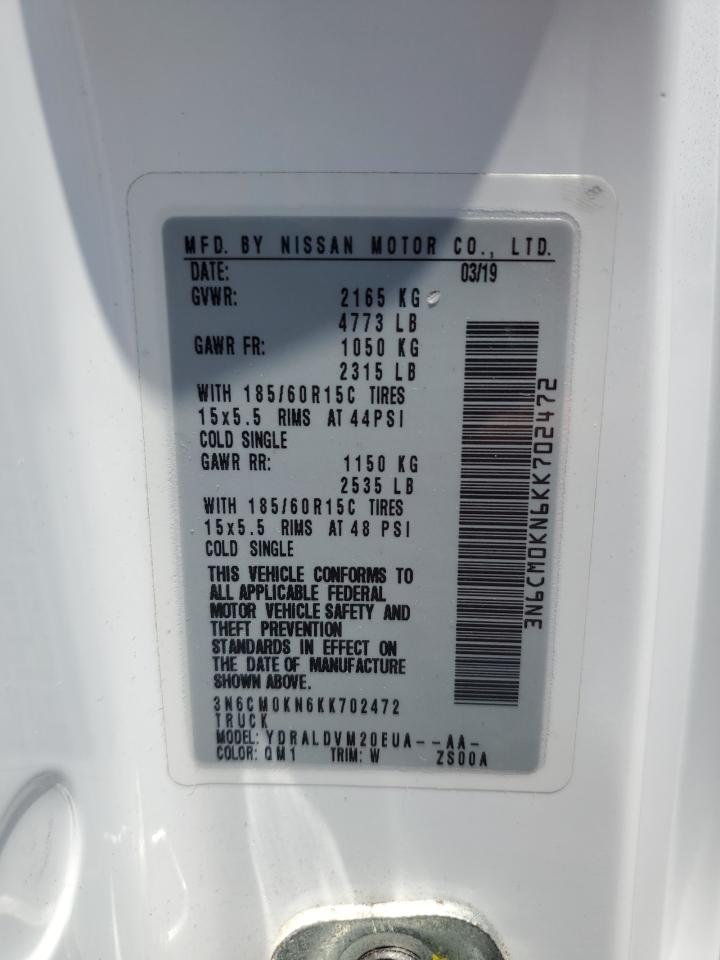 MFD. BY NISSAN MOTOR CO., LTD.
DATE: 03/19
GVWR: 2165 KG
4773 LB
GAWR FR: 1050 KG
2315 LB
WITH 185/60R15C TIRES
15x5.5 RIMS AT 44PSI
COLD SINGLE
GAWR RR: 1150 KG
2535 LB
WITH 185/60R15C TIRES
15x5.5 RIMS AT 48 PSI
COLD SINGLE
THIS VEHICLE CONFORMS TO
ALL APPLICABLE FEDERAL
MOTOR VEHICLE SAFETY AND
THEFT PREVENTION
STANDARDS IN EFFECT ON
THE DATE OF MANUFACTURE
SHOWN ABOVE.
3N6CM0KN6KK702472
TRUCK
MODEL: YDRALDVM20EUA--AA-
COLOR: QM1 TRIM: W ZS00A
3N6CM0KN6KK702472